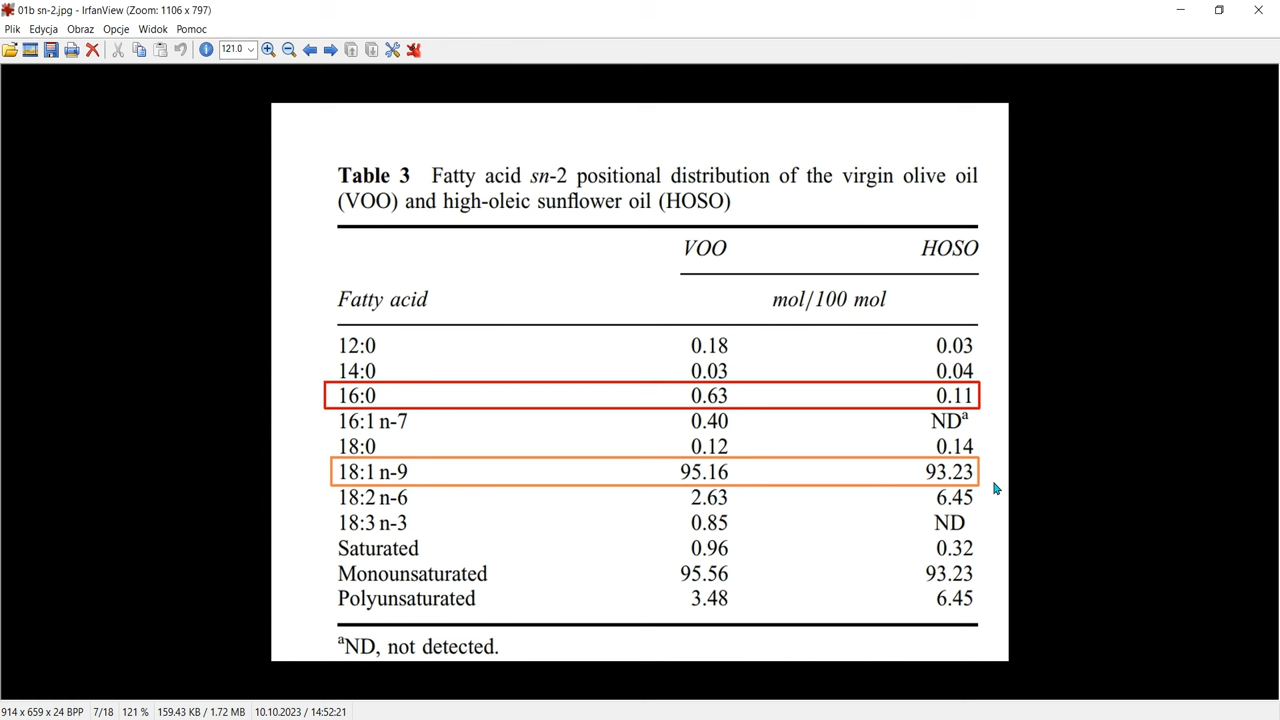 01b sn-2.jpg - IrfanView (Zoom: 1106 x 797)
Plik Edycja Obraz Opcje Widok Pomoc
121.0
Table 3 Fatty acid sn-2 positional distribution of the virgin olive oil
(VOO) and high-oleic sunflower oil (HOSO)
VOO HOSO
Fatty acid mol/100 mol
12:0 0.18 0.03
14:0 0.03 0.04
16:0 0.63 0.11
16:1 n-7 0.40 NDᵃ
18:0 0.12 0.14
18:1 n-9 95.16 93.23
18:2 n-6 2.63 6.45
18:3 n-3 0.85 ND
Saturated 0.96 0.32
Monounsaturated 95.56 93.23
Polyunsaturated 3.48 6.45
ᵃND, not detected.
914 x 659 x 24 BPP 7/18 121 % 159.43 KB / 1.72 MB 10.10.2023 / 14:52:21